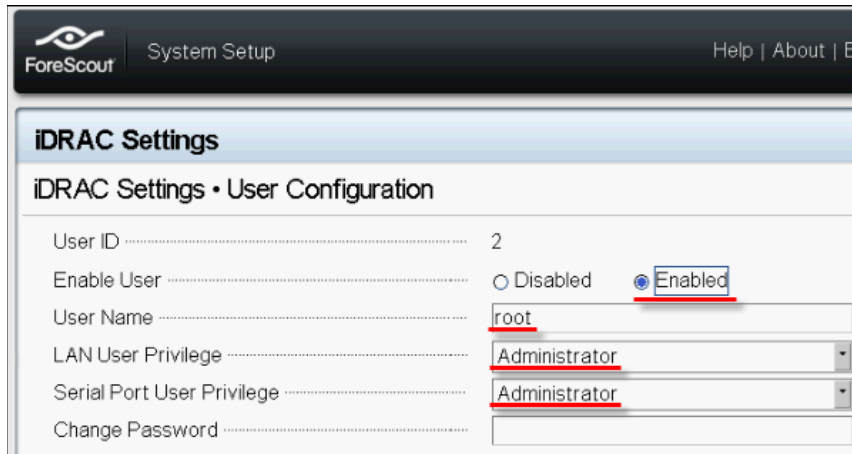 ForeScout
System Setup
Help | About |
iDRAC Settings
iDRAC Settings • User Configuration
User ID 2
Enable User Disabled Enabled
User Name root
LAN User Privilege Administrator
Serial Port User Privilege Administrator
Change Password